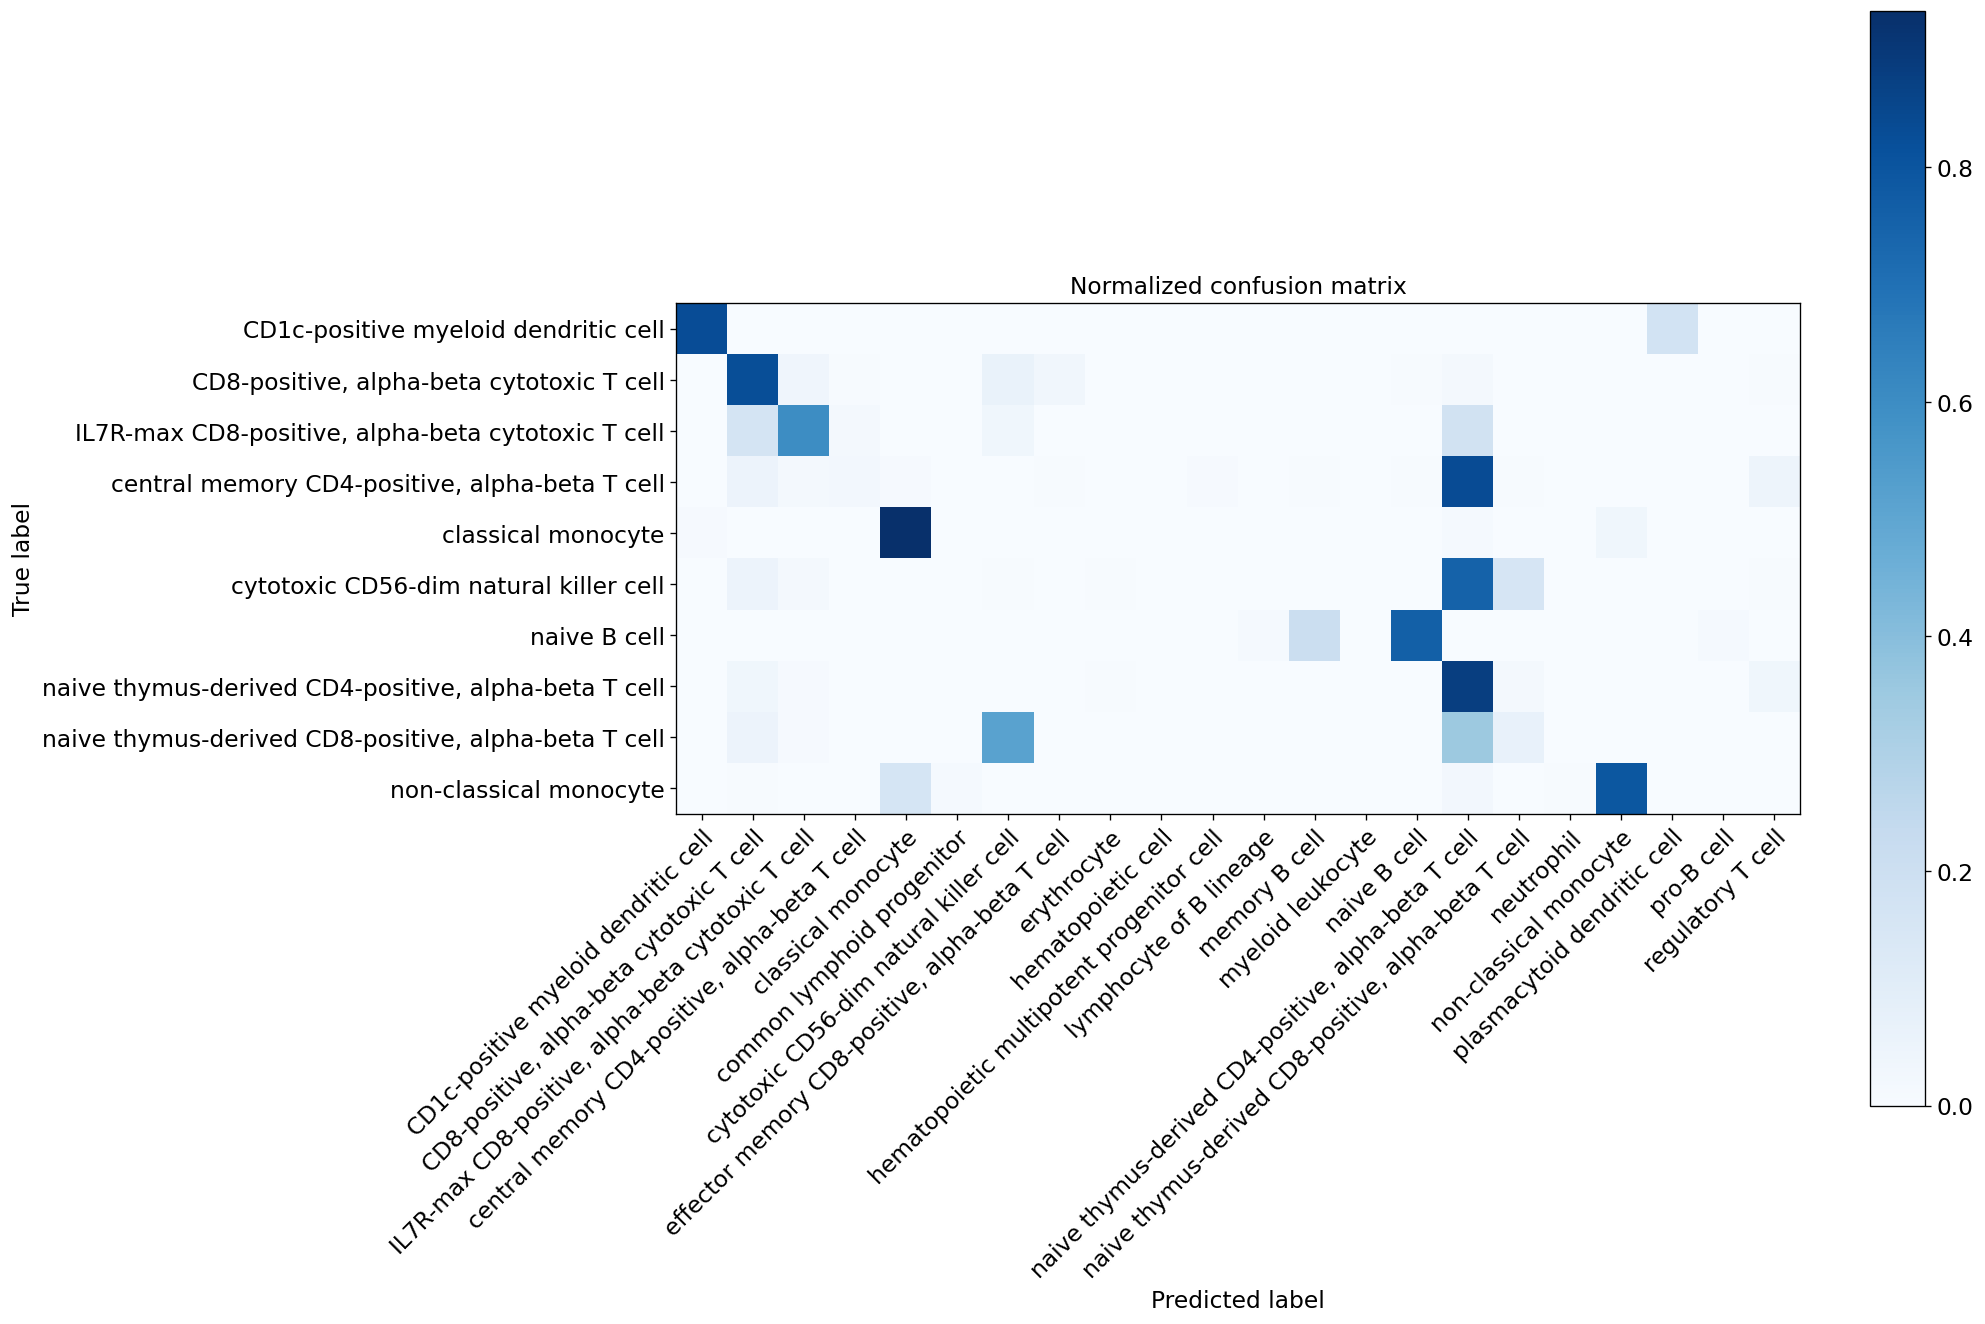 Normalized confusion matrix
True label
CD1c-positive myeloid dendritic cell
CD8-positive, alpha-beta cytotoxic T cell
IL7R-max CD8-positive, alpha-beta cytotoxic T cell
central memory CD4-positive, alpha-beta T cell
classical monocyte
cytotoxic CD56-dim natural killer cell
naive B cell
naive thymus-derived CD4-positive, alpha-beta T cell
naive thymus-derived CD8-positive, alpha-beta T cell
non-classical monocyte
CD1c-positive myeloid dendritic cell
CD8-positive, alpha-beta cytotoxic T cell
IL7R-max CD8-positive, alpha-beta cytotoxic T cell
central memory CD4-positive, alpha-beta T cell
classical monocyte
common lymphoid progenitor
cytotoxic CD56-dim natural killer cell
effector memory CD8-positive, alpha-beta T cell
erythrocyte
hematopoietic cell
hematopoietic multipotent progenitor cell
lymphocyte of B lineage
memory B cell
myeloid leukocyte
naive B cell
naive thymus-derived CD4-positive, alpha-beta T cell
naive thymus-derived CD8-positive, alpha-beta T cell
neutrophil
non-classical monocyte
plasmacytoid dendritic cell
pro-B cell
regulatory T cell
Predicted label
0.8
0.6
0.4
0.2
0.0